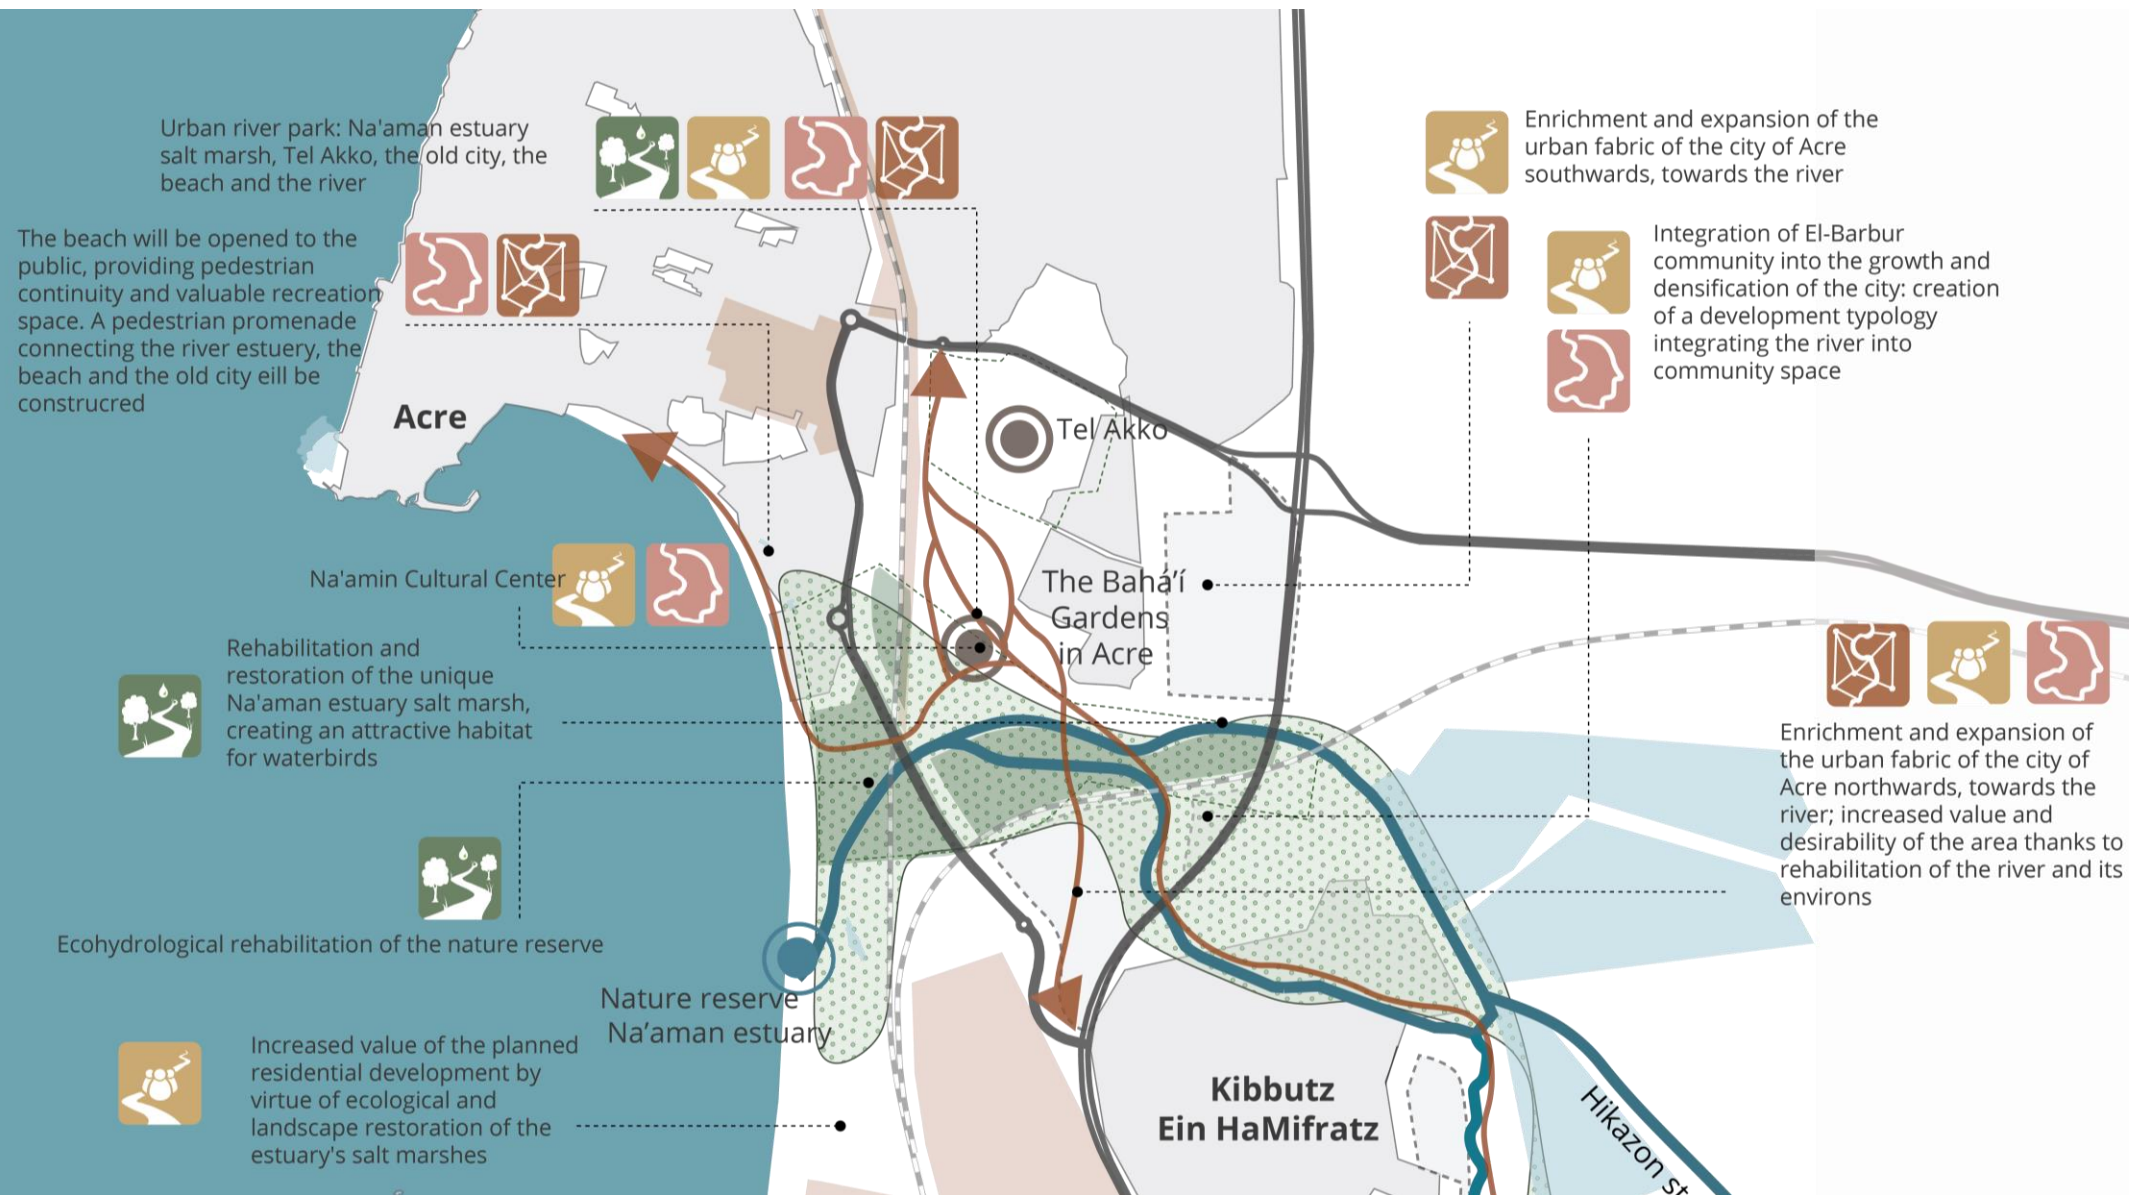 Urban river park: Na'aman estuary
salt marsh, Tel Akko, the old city, the
beach and the river
The beach will be opened to the
public, providing pedestrian
continuity and valuable recreation
space. A pedestrian promenade
connecting the river estuery, the
beach and the old city eill be
construcred
Enrichment and expansion of the
urban fabric of the city of Acre
southwards, towards the river
Integration of El-Barbur
community into the growth and
densification of the city: creation
of a development typology
integrating the river into
community space
Acre
Tel Akko
Na'amin Cultural Center
The Bahá'í
Gardens
in Acre
Rehabilitation and
restoration of the unique
Na'aman estuary salt marsh,
creating an attractive habitat
for waterbirds
Enrichment and expansion of
the urban fabric of the city of
Acre northwards, towards the
river; increased value and
desirability of the area thanks to
rehabilitation of the river and its
environs
Ecohydrological rehabilitation of the nature reserve
Nature reserve
Na'aman estuary
Increased value of the planned
residential development by
virtue of ecological and
landscape restoration of the
estuary's salt marshes
Kibbutz
Ein HaMifratz
Hikazon st